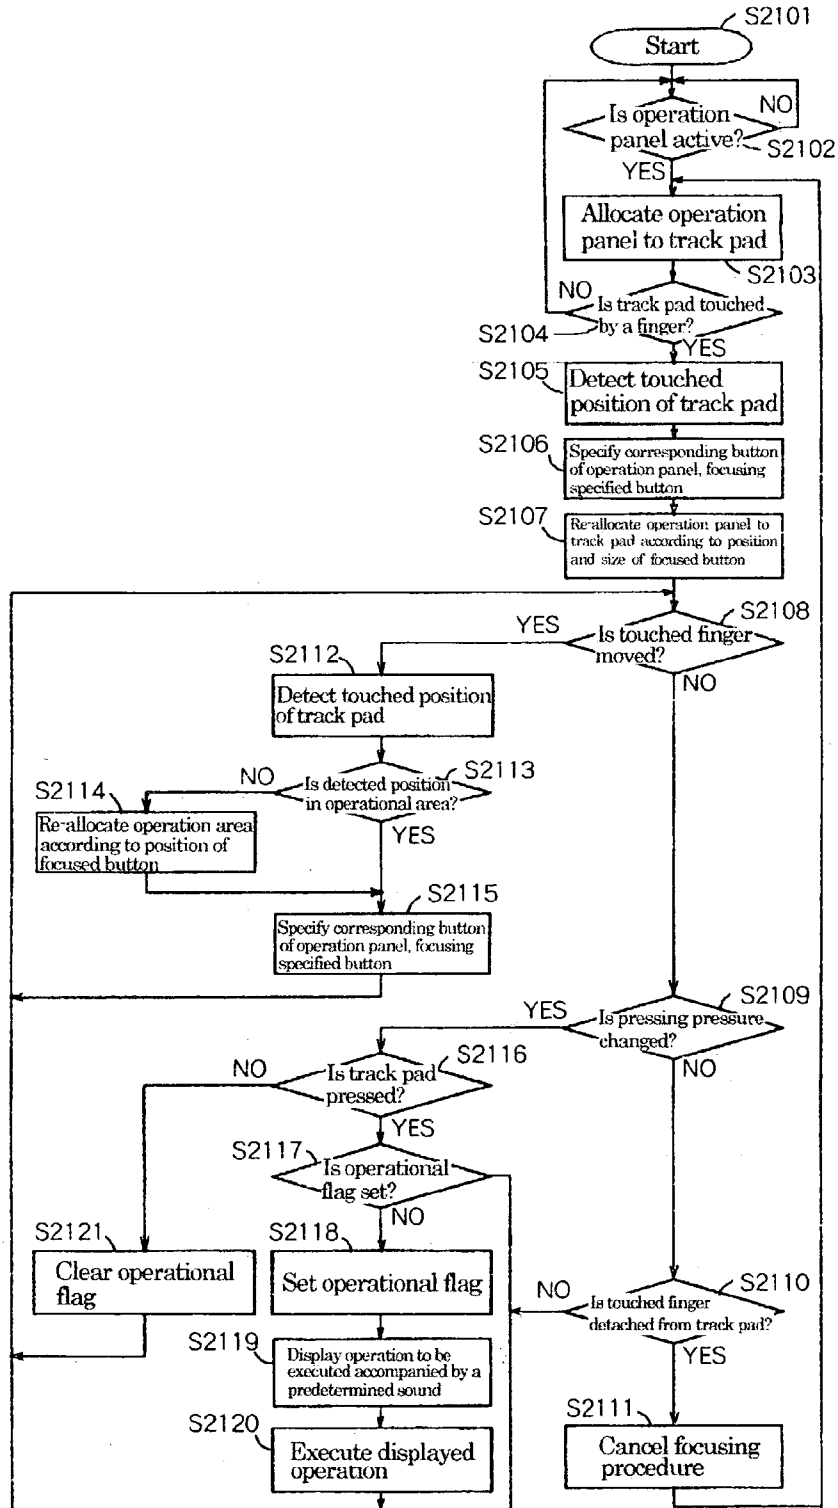 S2101
Start
Is operation
panel active?
NO
S2102
YES
Allocate operation
panel to track pad
S2103
NO
Is track pad touched
by a finger?
S2104
YES
S2105
Detect touched
position of track pad
S2106
Specify corresponding button
of operation panel, focusing
specified button
S2107
Re-allocate operation panel to
track pad according to position
and size of focused button
S2108
YES
Is touched finger
moved?
NO
S2112
Detect touched position
of track pad
S2113
NO
Is detected position
in operational area?
YES
S2114
Re-allocate operation area
according to position of
focused button
S2115
Specify corresponding button
of operation panel, focusing
specified button
S2109
YES
Is pressing pressure
changed?
NO
S2116
NO
Is track pad
pressed?
YES
S2117
Is operational
flag set?
NO
S2121
Clear operational
flag
S2118
Set operational flag
S2110
NO
Is touched finger
detached from track pad?
YES
S2119
Display operation to be
executed accompanied by a
predetermined sound
S2120
Execute displayed
operation
S2111
Cancel focusing
procedure